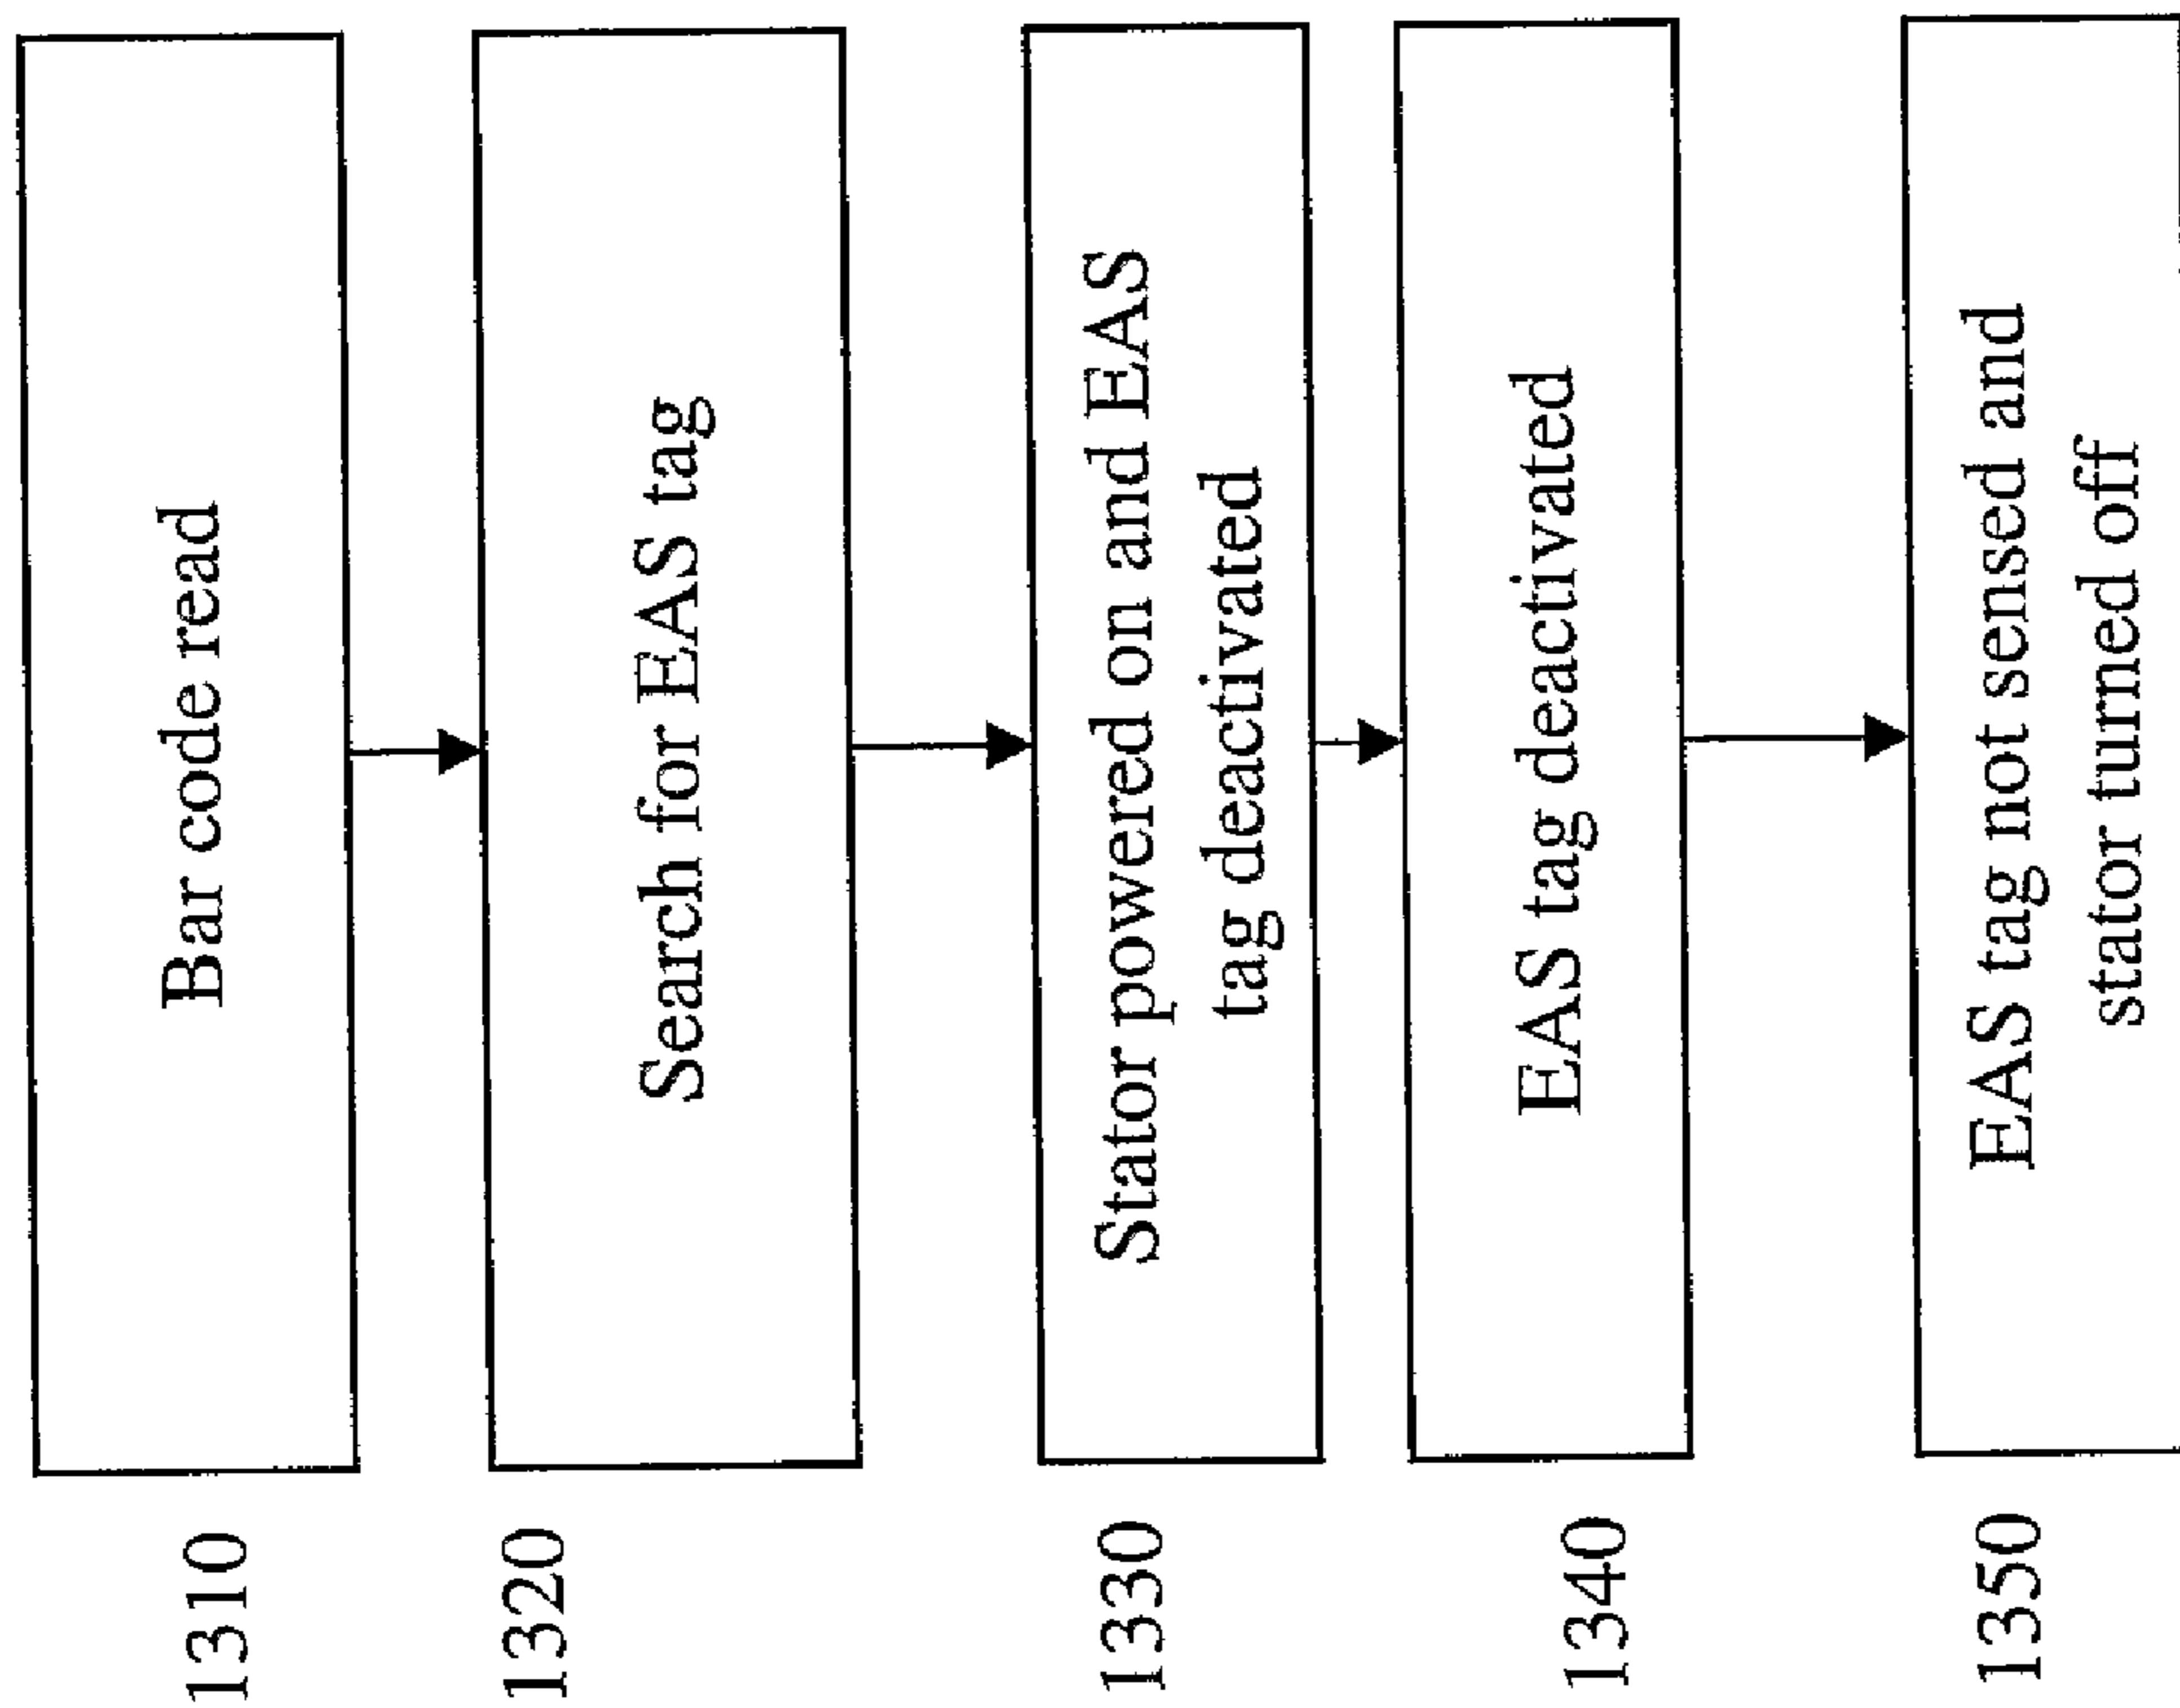 1310
Bar code read
1320
Search for EAS tag
1330
Stator powered on and EAS
tag deactivated
1340
EAS tag deactivated
1350
EAS tag not sensed and
stator turned off